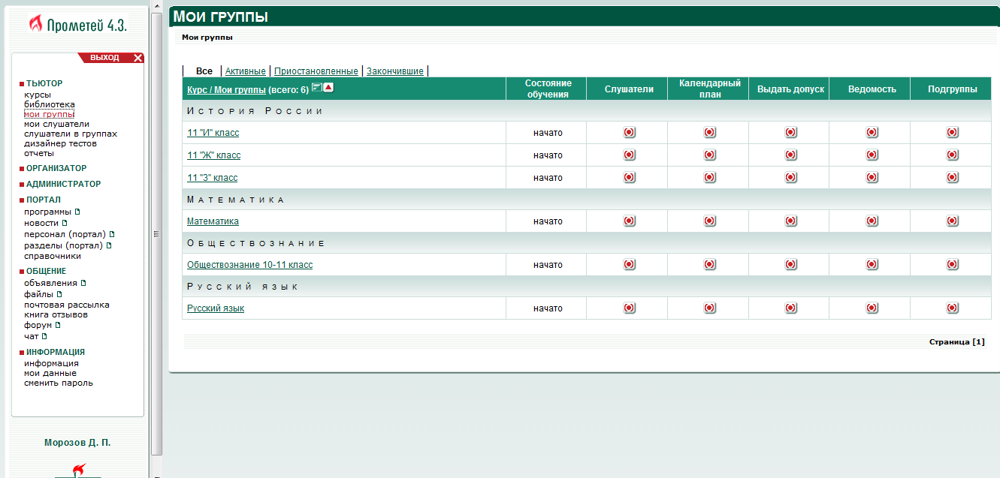 Прометей 4.3.
ВЫХОД
ТЬЮТОР
курсы
библиотека
мои группы
мои слушатели
слушатели в группах
дизайнер тестов
отчеты
ОРГАНИЗАТОР
АДМИНИСТРАТОР
ПОРТАЛ
программы
новости
персонал (портал)
разделы (портал)
справочники
ОБЩЕНИЕ
объявления
файлы
почтовая рассылка
книга отзывов
форум
чат
ИНФОРМАЦИЯ
информация
мои данные
сменить пароль
Морозов Д. П.
Мои группы
Мои группы
Все | Активные | Приостановленные | Закончившие |
Курс / Мои группы (всего: 6) Состояние обучения Слушатели Календарный план Выдать допуск Ведомость Подгруппы
История России
11 "И" класс начато
11 "Ж" класс начато
11 "З" класс начато
Математика
Математика начато
Обществознание
Обществознание 10-11 класс начато
Русский язык
Русский язык начато
Страница [1]